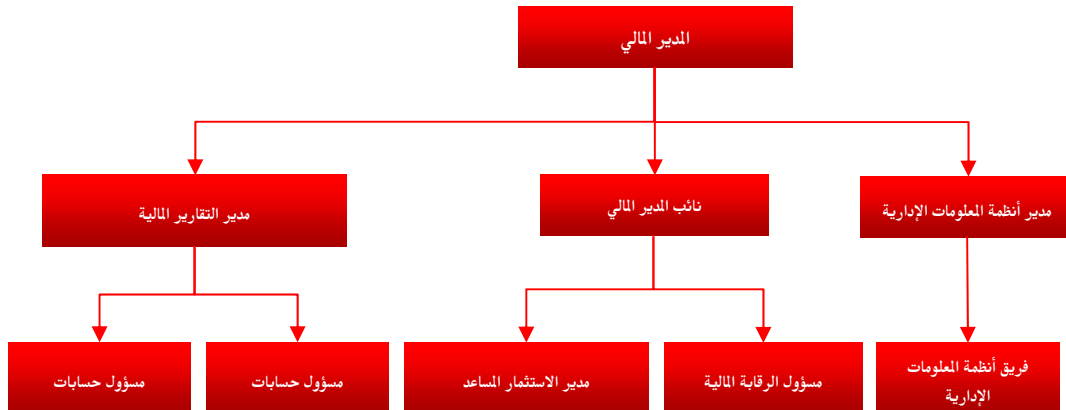 المدير المالي
مدير أنظمة المعلومات الإدارية
نائب المدير المالي
مدير التقارير المالية
فريق أنظمة المعلومات
الإدارية
مسؤول الرقابة المالية
مدير الاستثمار المساعد
مسؤول حسابات
مسؤول حسابات